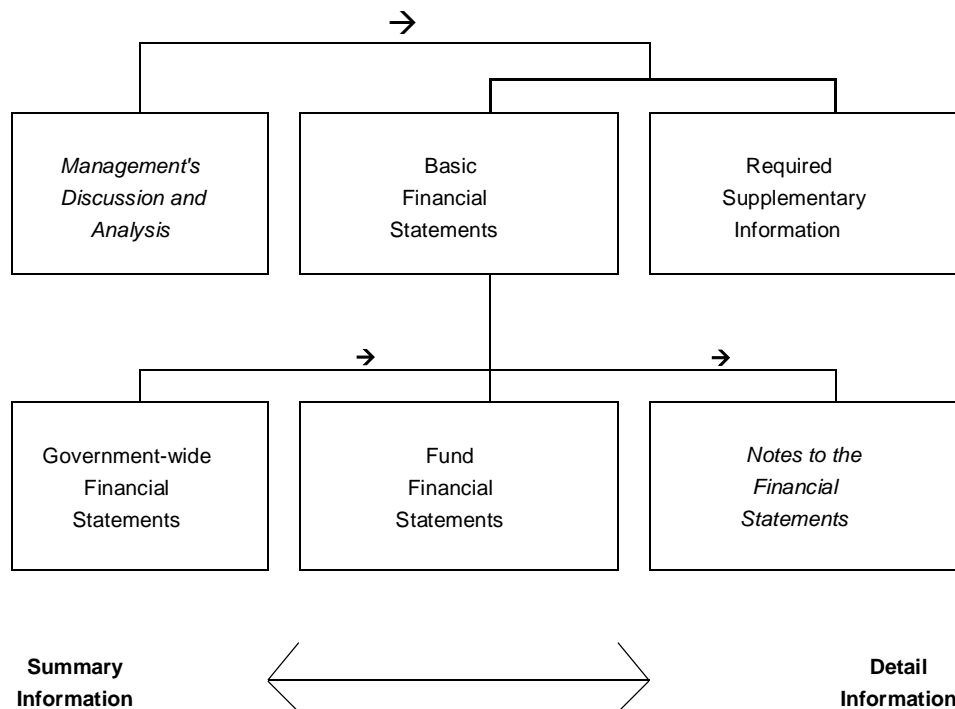 Management's
Discussion and
Analysis
Basic
Financial
Statements
Required
Supplementary
Information
Government-wide
Financial
Statements
Fund
Financial
Statements
Notes to the
Financial
Statements
Summary
Information
Detail
Information